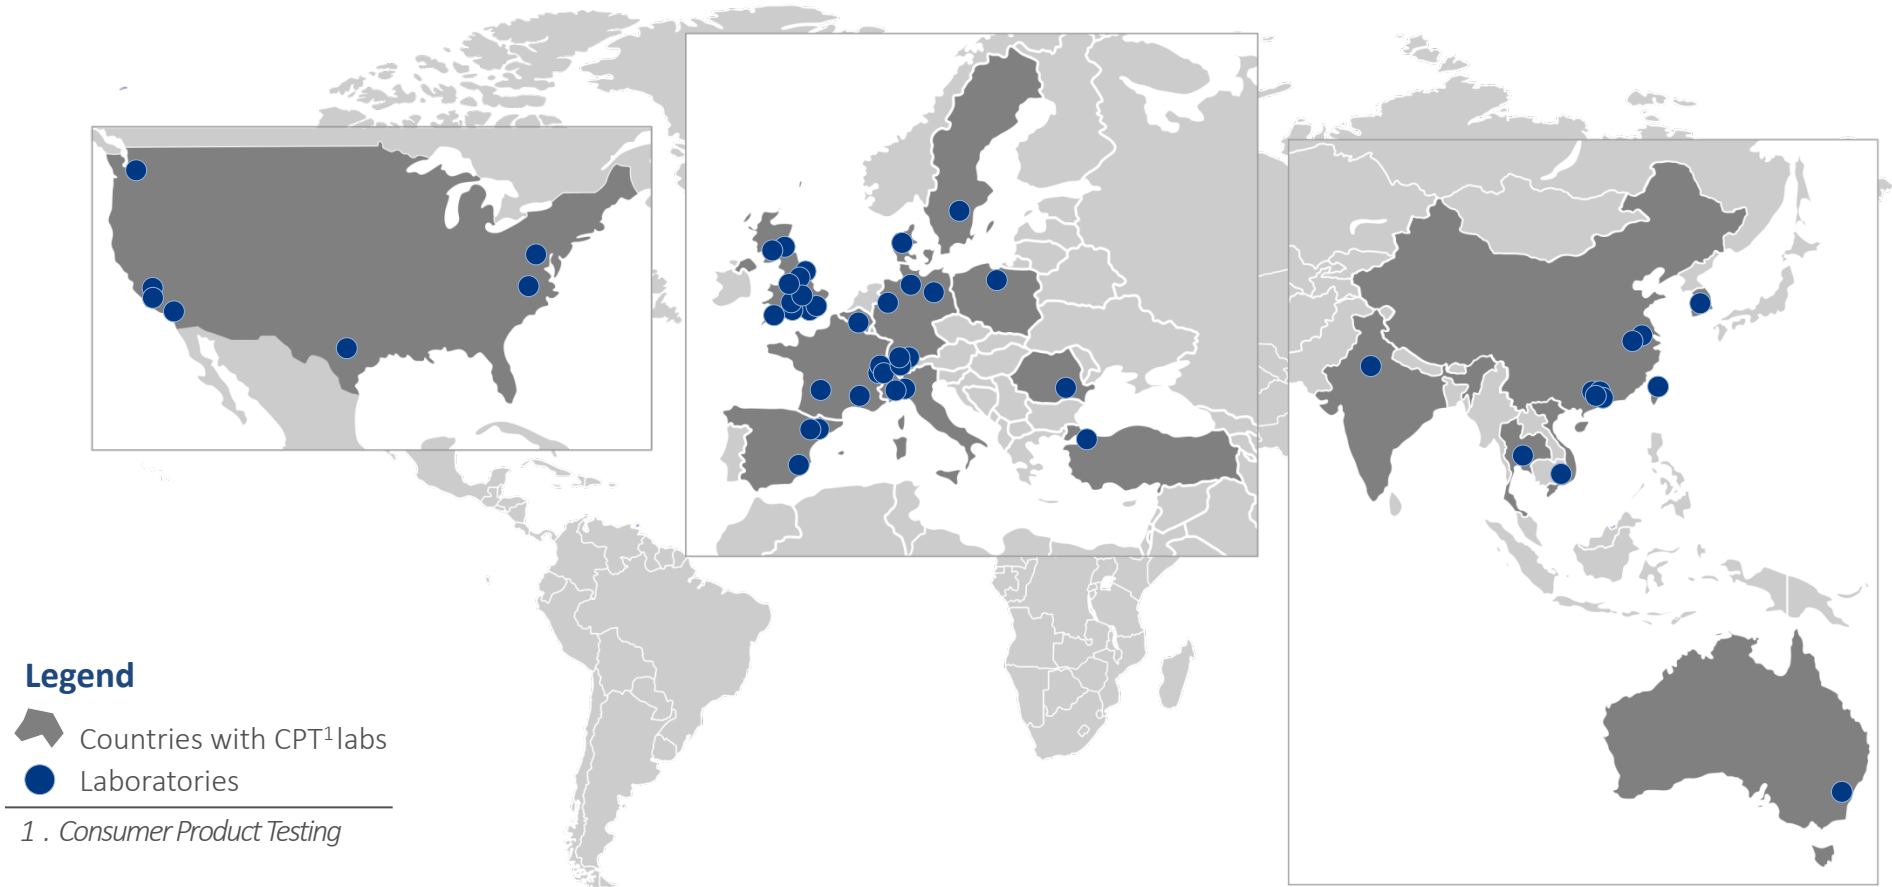 Legend
Countries with CPT¹ labs
Laboratories
1 . Consumer Product Testing